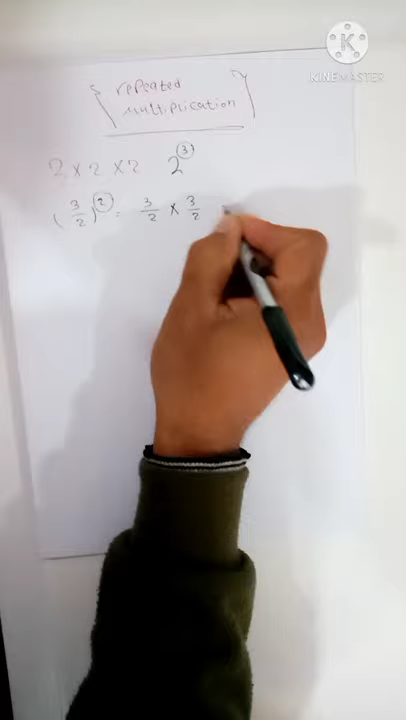 KINEMASTER
repeated
multiplication
2 x 2 x 2 2^3
(3/2)^2 = 3/2 x 3/2